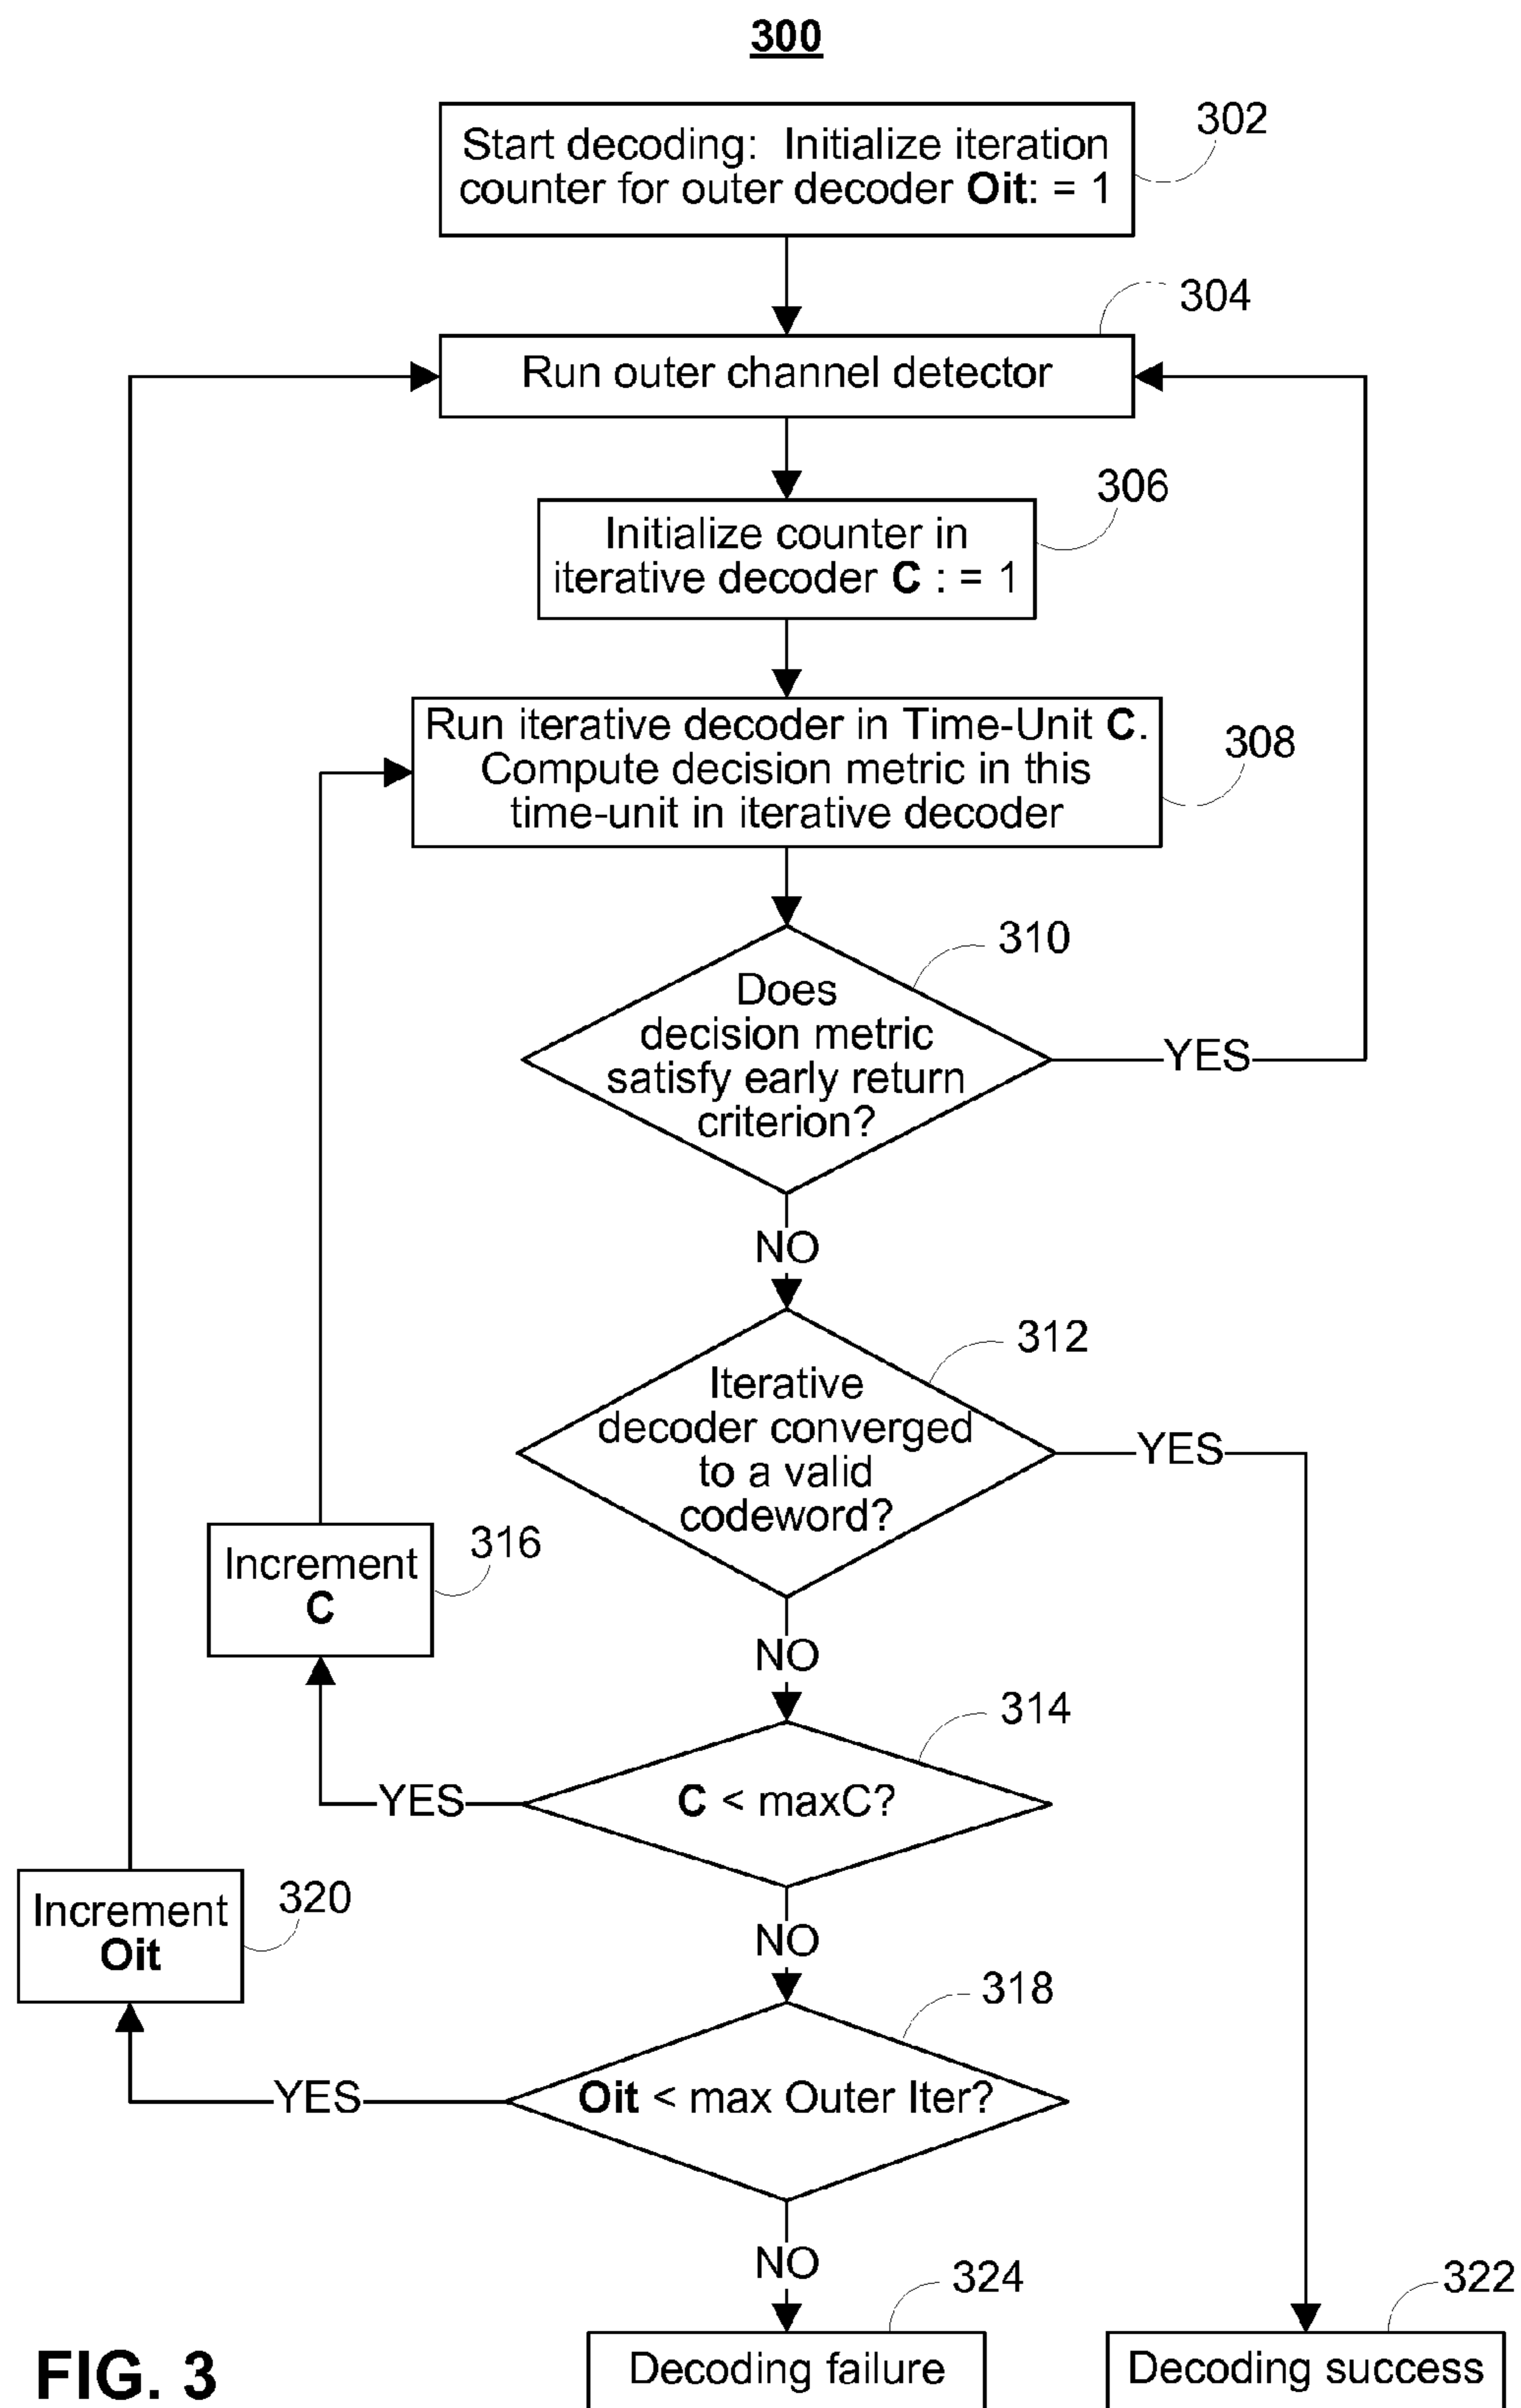 300
302
Start decoding: Initialize iteration
counter for outer decoder Oit: = 1
304
Run outer channel detector
306
Initialize counter in
iterative decoder C : = 1
308
Run iterative decoder in Time-Unit C.
Compute decision metric in this
time-unit in iterative decoder
310
Does
decision metric
satisfy early return
criterion?
YES
NO
312
Iterative
decoder converged
to a valid
codeword?
YES
316
Increment
C
NO
314
C < maxC?
YES
320
Increment
Oit
NO
318
Oit < max Outer Iter?
YES
NO
324
322
Decoding failure
Decoding success
FIG. 3